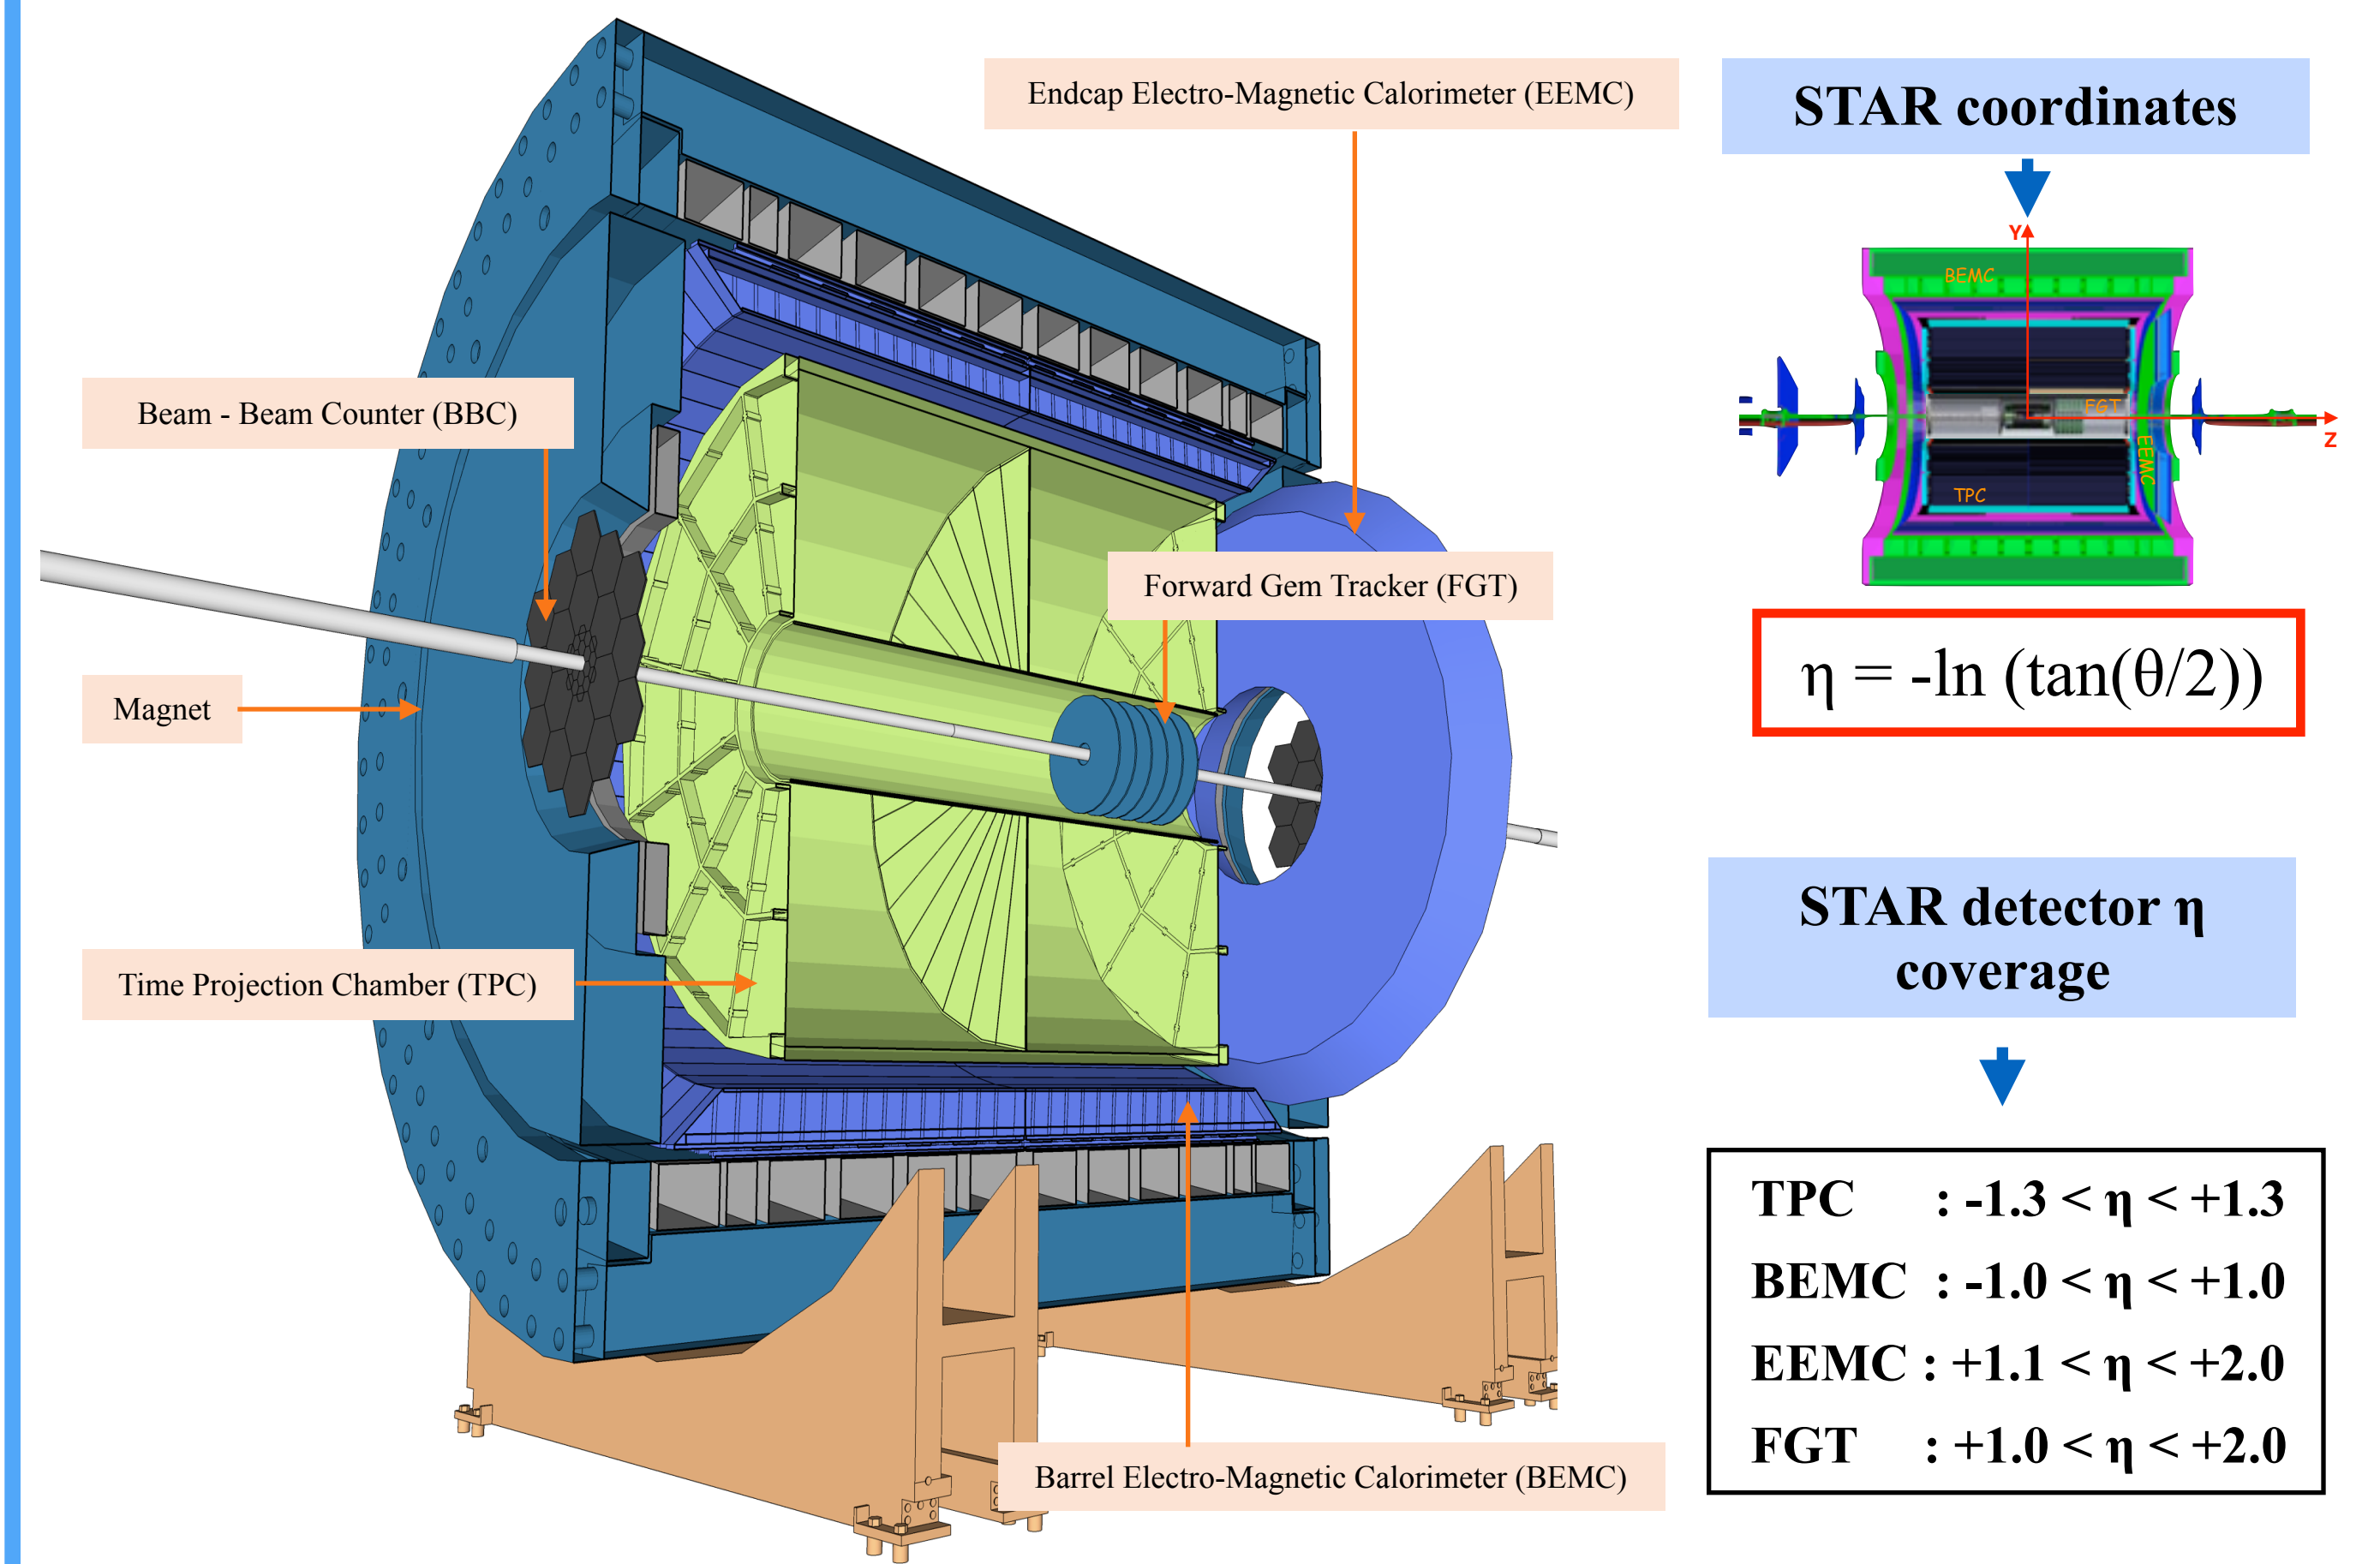 Endcap Electro-Magnetic Calorimeter (EEMC)
Beam - Beam Counter (BBC)
Forward Gem Tracker (FGT)
Magnet
Time Projection Chamber (TPC)
Barrel Electro-Magnetic Calorimeter (BEMC)
STAR coordinates
Y
BEMC
FGT
Z
EEMC
TPC
η = -ln (tan(θ/2))
STAR detector η
coverage
TPC : -1.3 < η < +1.3
BEMC : -1.0 < η < +1.0
EEMC : +1.1 < η < +2.0
FGT : +1.0 < η < +2.0